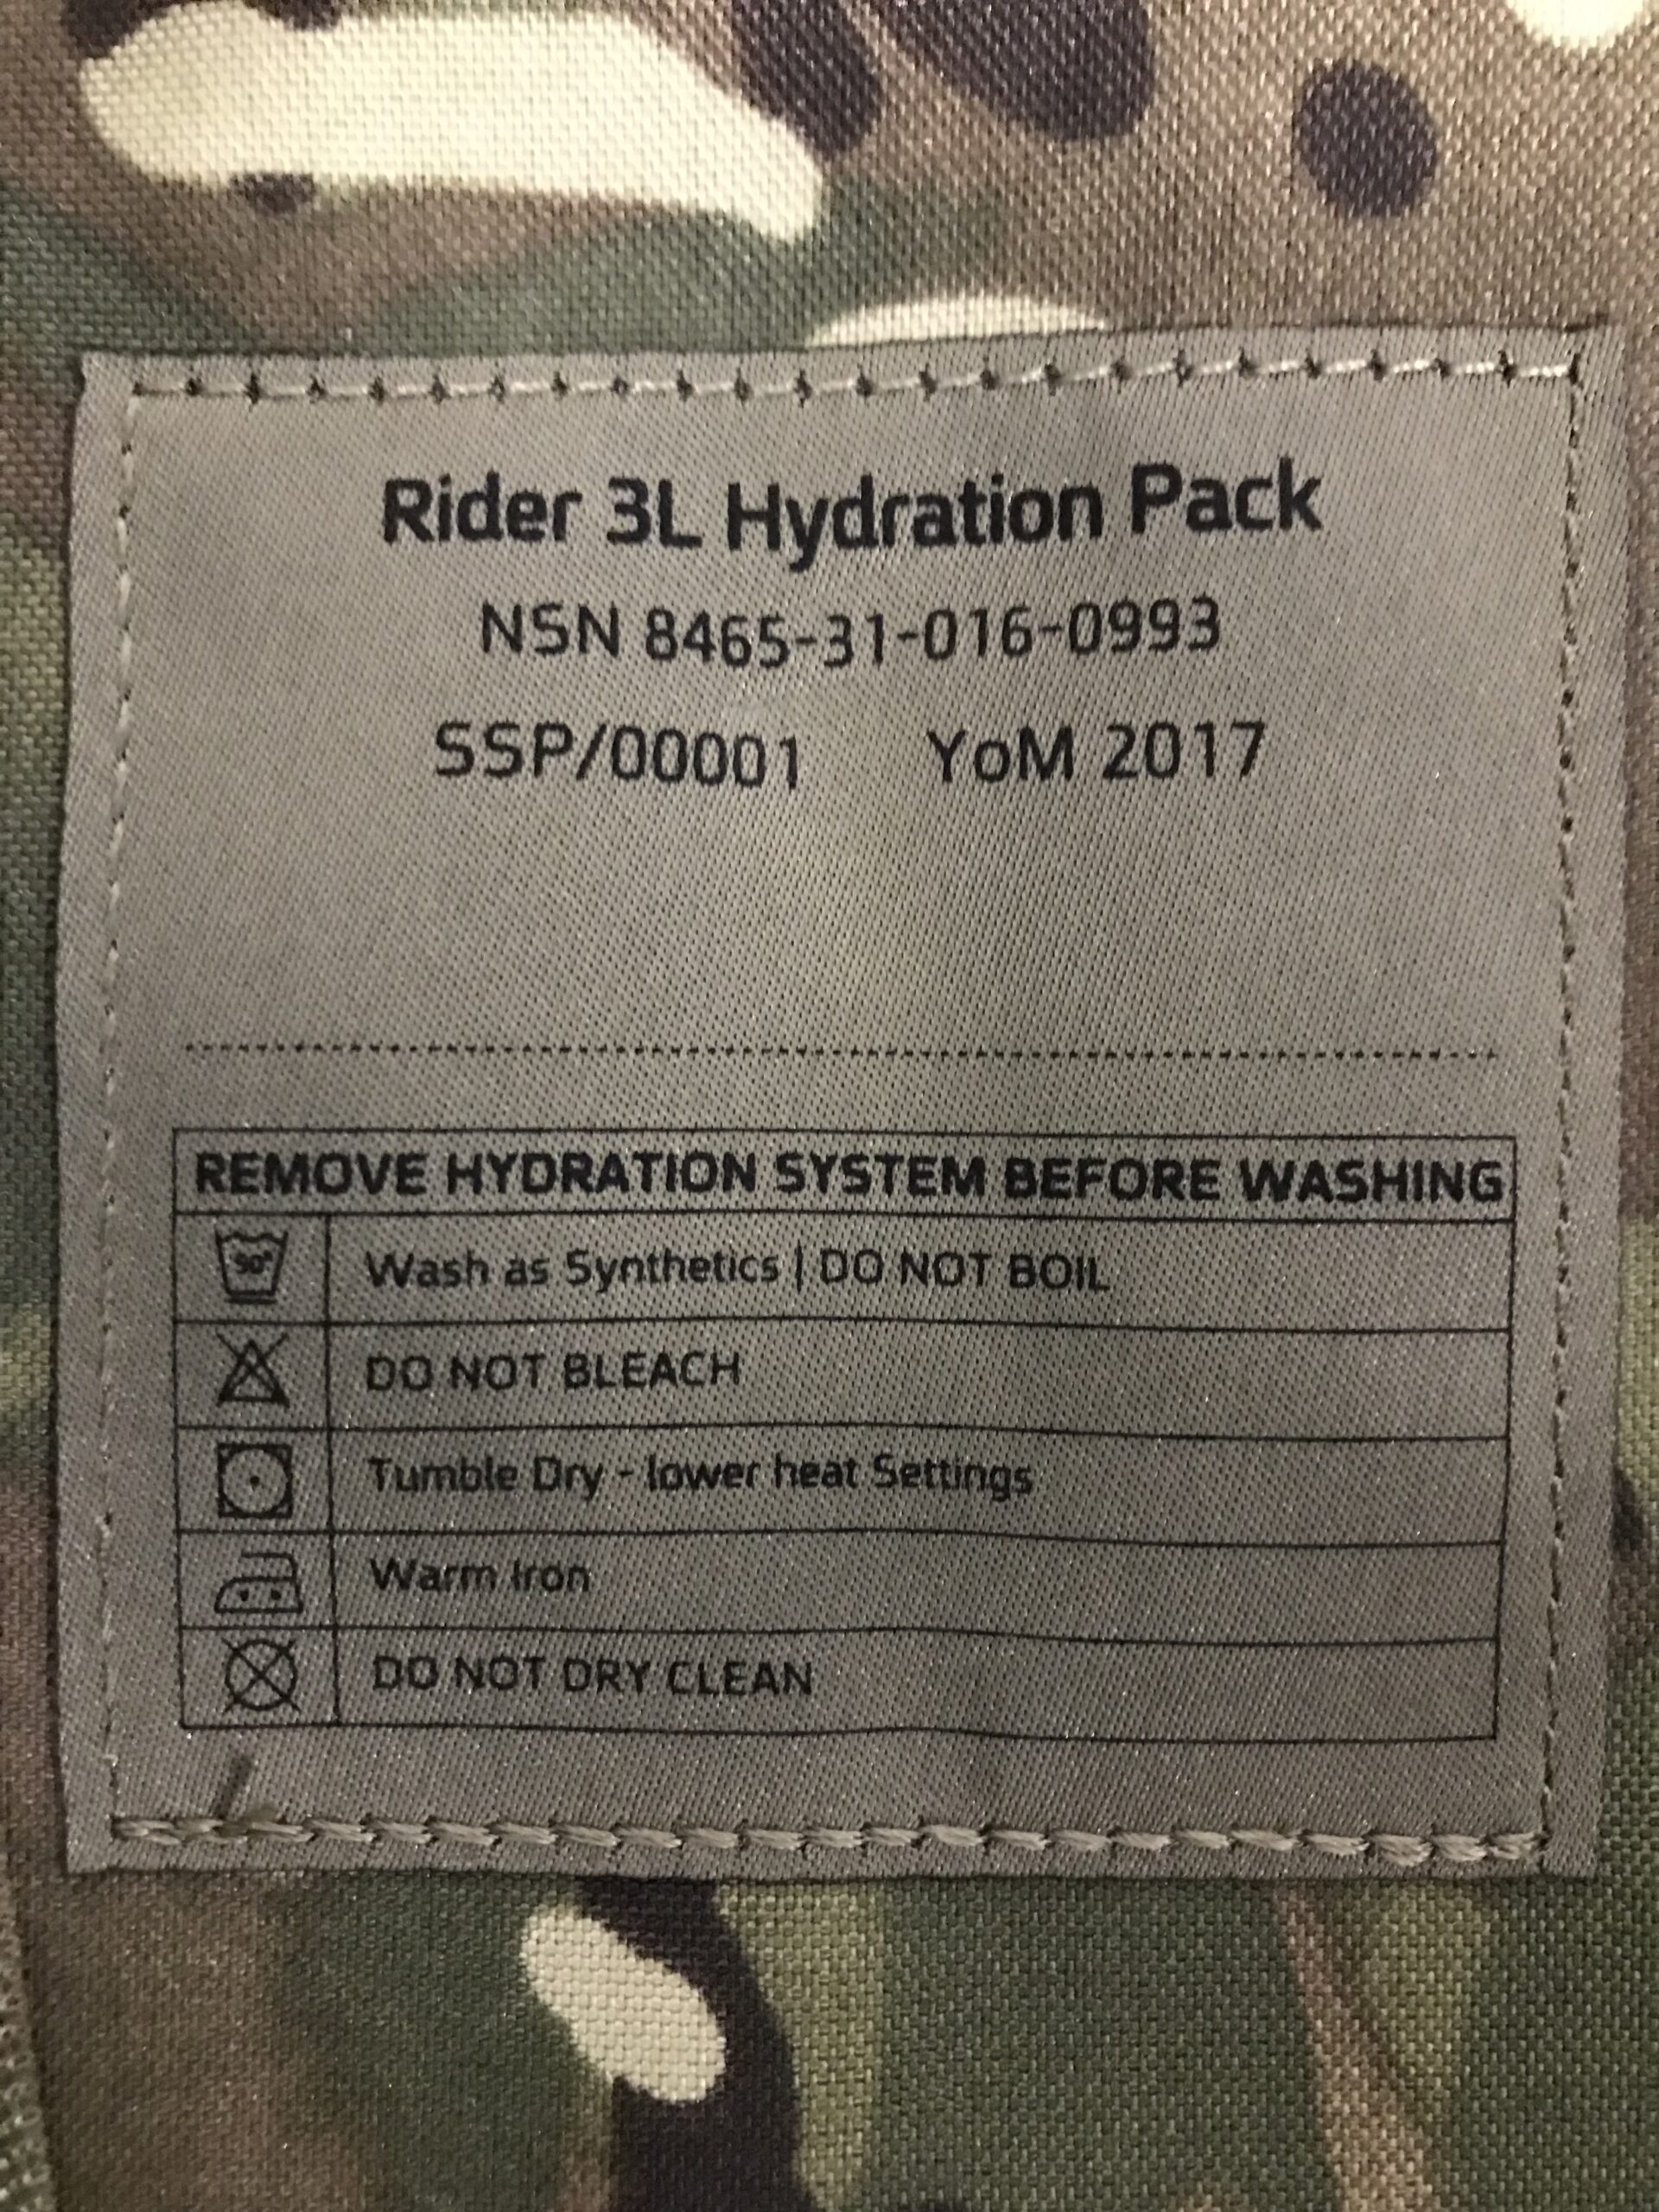 Rider 3L Hydration Pack
NSN 8465-31-016-0993
SSP/00001 YoM 2017
REMOVE HYDRATION SYSTEM BEFORE WASHING
Wash as Synthetics | DO NOT BOIL
DO NOT BLEACH
Tumble Dry - lower heat Settings
Warm Iron
DO NOT DRY CLEAN